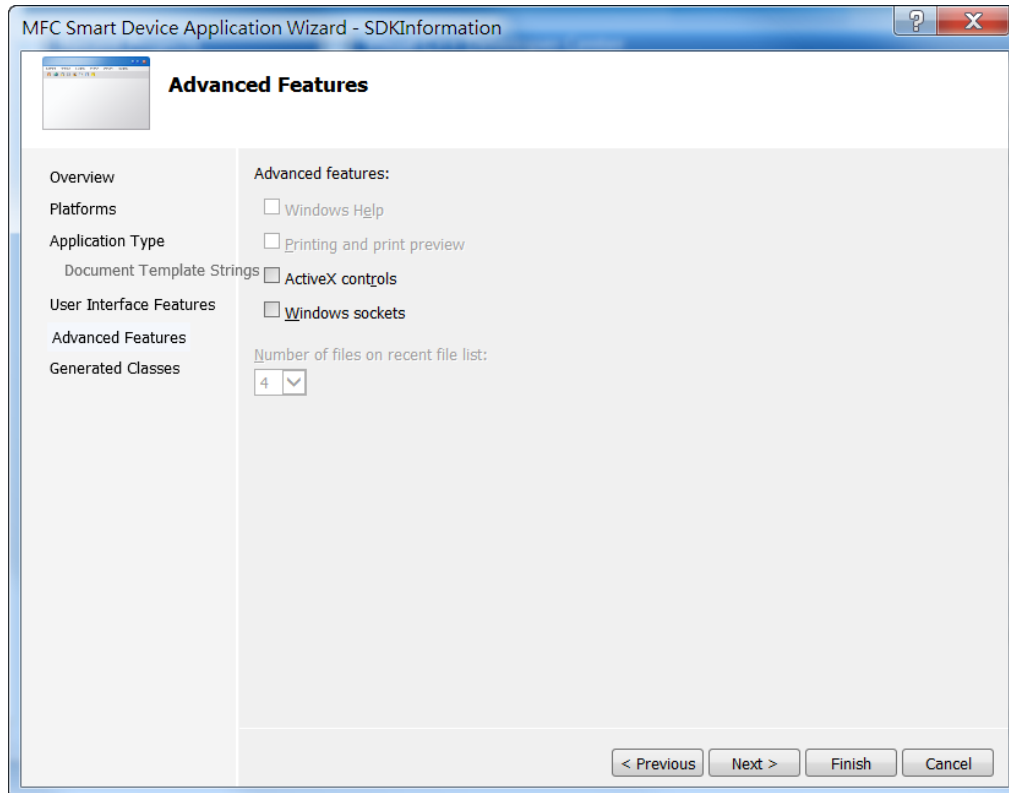 MFC Smart Device Application Wizard - SDKInformation
Advanced Features
Overview
Platforms
Application Type
Document Template Strings
User Interface Features
Advanced Features
Generated Classes
Advanced features:
Windows Help
Printing and print preview
ActiveX controls
Windows sockets
Number of files on recent file list:
4
< Previous
Next >
Finish
Cancel